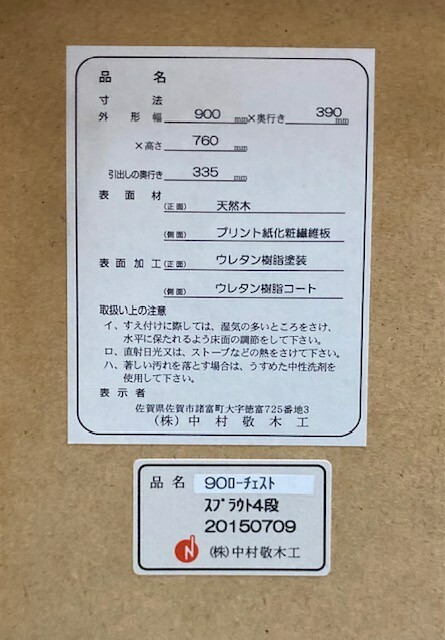 品 名
寸 法
外 形 幅 900 mm×奥行き 390 mm
×高さ 760 mm
引出しの奥行き 335 mm
表 面 材 (正 面) 天然木
(側 面) プリント紙化粧繊維板
表 面 加 工 (正 面) ウレタン樹脂塗装
(側 面) ウレタン樹脂コート
取扱い上の注意
イ、すえ付けに際しては、湿気の多いところをさけ、
水平に保たれるよう床面の調節をして下さい。
ロ、直射日光又は、ストーブなどの熱をさけて下さい。
ハ、著しい汚れを落とす場合は、うすめた中性洗剤を
使用して下さい。
表 示 者
佐賀県佐賀市諸富町大字徳富725番地3
(株) 中 村 敬 木 工
品 名 90ローチェスト
スプラウト4段
20150709
(株)中村敬木工